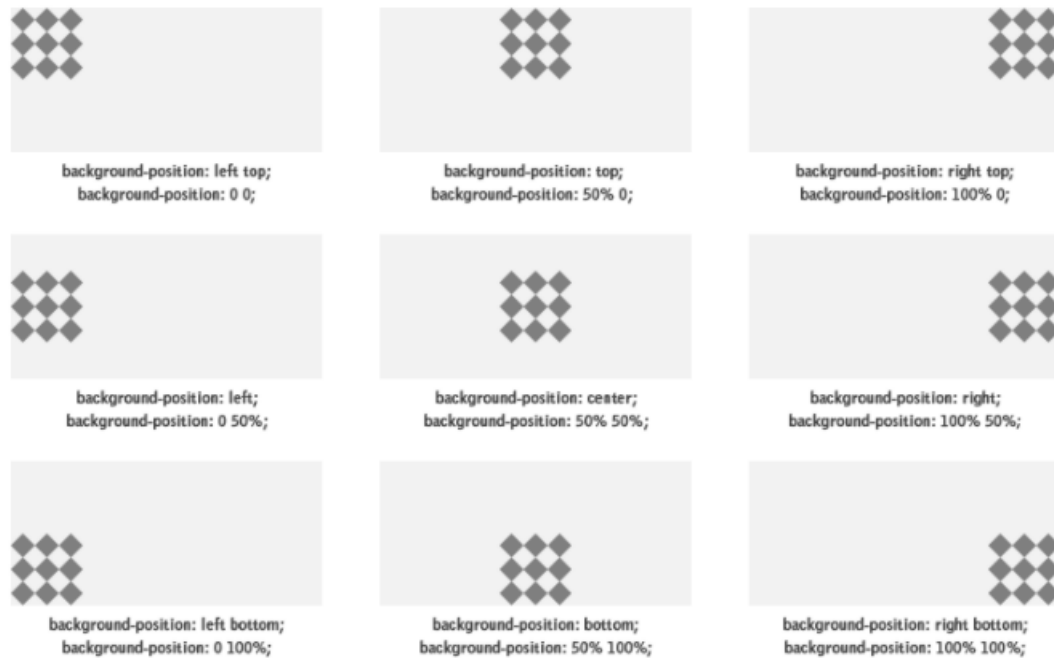 background-position: left top;
background-position: 0 0;
background-position: top;
background-position: 50% 0;
background-position: right top;
background-position: 100% 0;
background-position: left;
background-position: 0 50%;
background-position: center;
background-position: 50% 50%;
background-position: right;
background-position: 100% 50%;
background-position: left bottom;
background-position: 0 100%;
background-position: bottom;
background-position: 50% 100%;
background-position: right bottom;
background-position: 100% 100%;